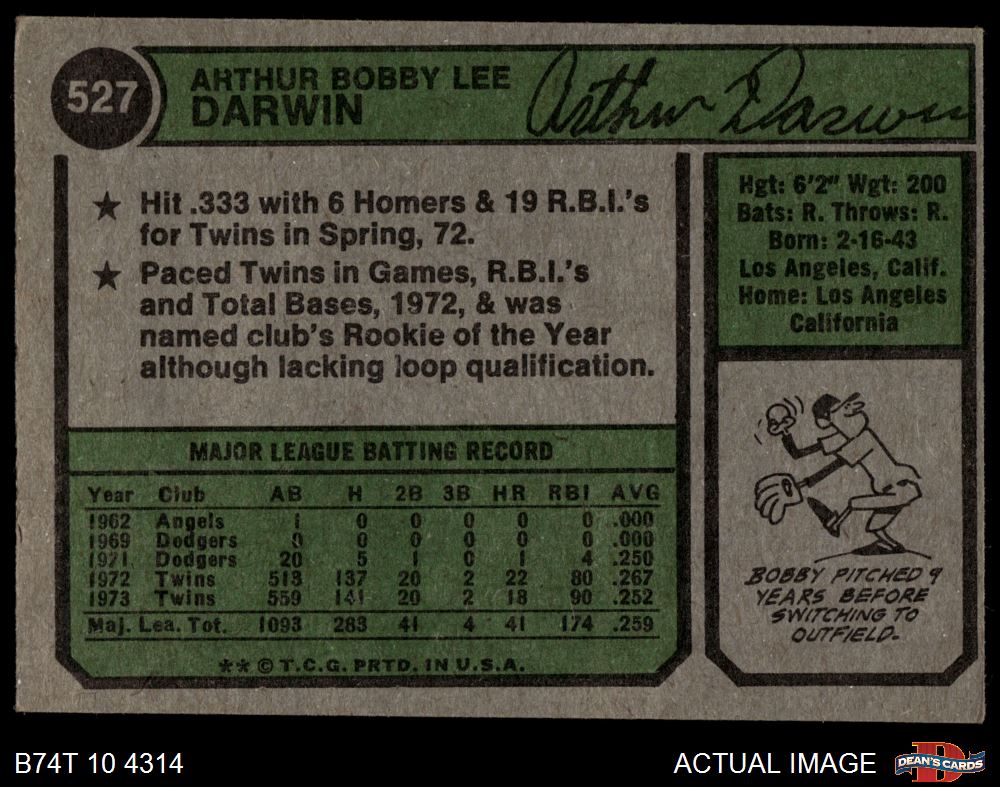 527
ARTHUR BOBBY LEE
DARWIN
Arthur Darwin
★ Hit .333 with 6 Homers & 19 R.B.I.'s
for Twins in Spring, 72.
★ Paced Twins in Games, R.B.I.'s
and Total Bases, 1972, & was
named club's Rookie of the Year
although lacking loop qualification.
Hgt: 6'2" Wgt: 200
Bats: R. Throws: R.
Born: 2-16-43
Los Angeles, Calif.
Home: Los Angeles
California
MAJOR LEAGUE BATTING RECORD
Year Club AB H 2B 3B HR RBI AVG
1962 Angels 1 0 0 0 0 0 .000
1969 Dodgers 0 0 0 0 0 0 .000
1971 Dodgers 20 5 1 0 1 4 .250
1972 Twins 513 137 20 2 22 80 .267
1973 Twins 559 141 20 2 18 90 .252
Maj. Lea. Tot. 1093 283 41 4 41 174 .259
** © T.C.G. PRTD. IN U.S.A.
BOBBY PITCHED 9
YEARS BEFORE
SWITCHING TO
OUTFIELD.
B74T 10 4314
ACTUAL IMAGE
DEAN'S CARDS